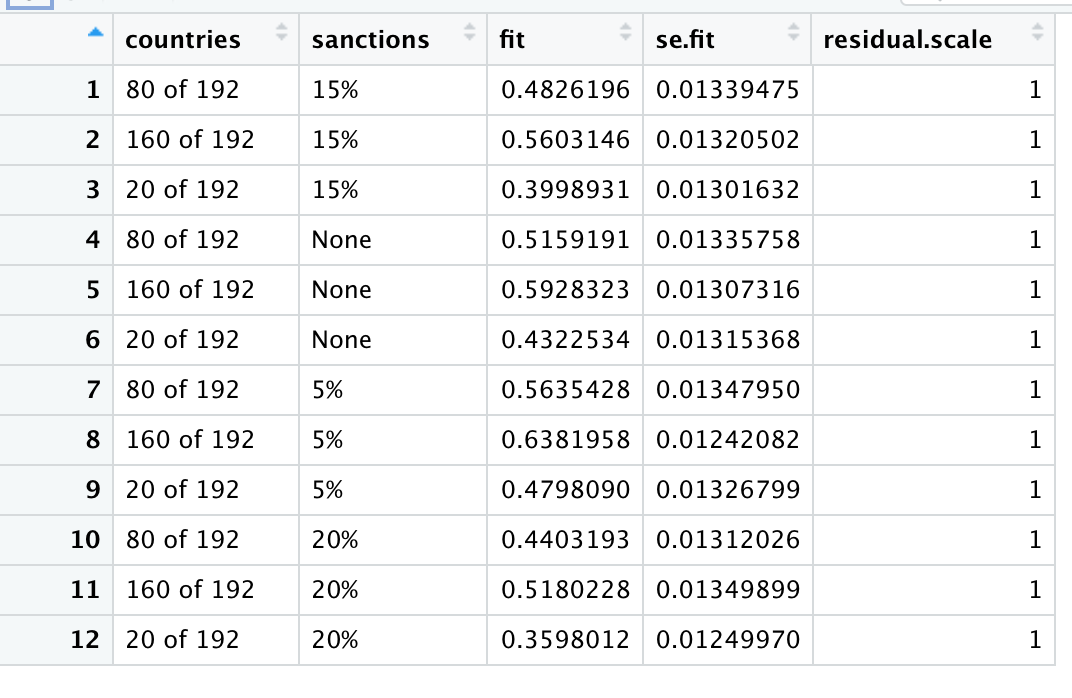 countries sanctions fit se.fit residual.scale
1 80 of 192 15% 0.4826196 0.01339475 1
2 160 of 192 15% 0.5603146 0.01320502 1
3 20 of 192 15% 0.3998931 0.01301632 1
4 80 of 192 None 0.5159191 0.01335758 1
5 160 of 192 None 0.5928323 0.01307316 1
6 20 of 192 None 0.4322534 0.01315368 1
7 80 of 192 5% 0.5635428 0.01347950 1
8 160 of 192 5% 0.6381958 0.01242082 1
9 20 of 192 5% 0.4798090 0.01326799 1
10 80 of 192 20% 0.4403193 0.01312026 1
11 160 of 192 20% 0.5180228 0.01349899 1
12 20 of 192 20% 0.3598012 0.01249970 1